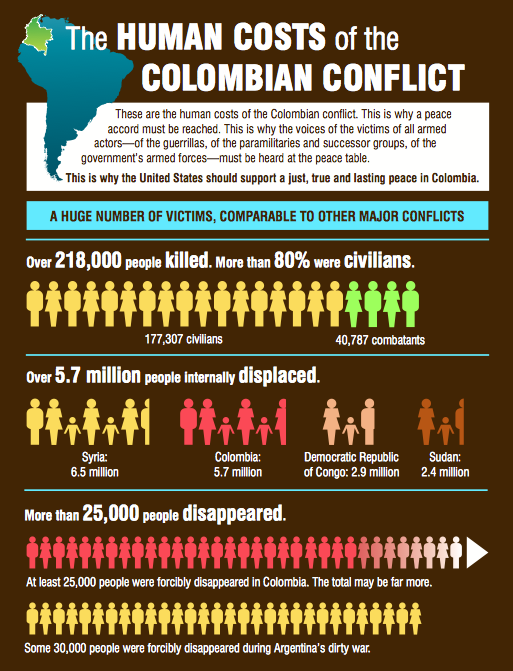 The HUMAN COSTS of the
COLOMBIAN CONFLICT
These are the human costs of the Colombian conflict. This is why a peace
accord must be reached. This is why the voices of the victims of all armed
actors—of the guerrillas, of the paramilitaries and successor groups, of the
government's armed forces—must be heard at the peace table.
This is why the United States should support a just, true and lasting peace in Colombia.
A HUGE NUMBER OF VICTIMS, COMPARABLE TO OTHER MAJOR CONFLICTS
Over 218,000 people killed. More than 80% were civilians.
177,307 civilians
40,787 combatants
Over 5.7 million people internally displaced.
Syria:
6.5 million
Colombia:
5.7 million
Democratic Republic
of Congo: 2.9 million
Sudan:
2.4 million
More than 25,000 people disappeared.
At least 25,000 people were forcibly disappeared in Colombia. The total may be far more.
Some 30,000 people were forcibly disappeared during Argentina's dirty war.